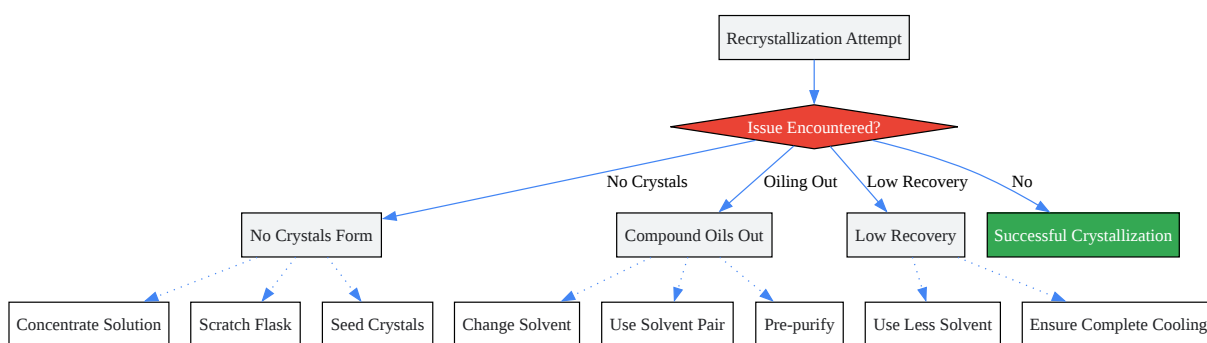 Recrystallization Attempt
Issue Encountered?
No Crystals
Oiling Out
Low Recovery
No
No Crystals Form
Compound Oils Out
Low Recovery
Successful Crystallization
Concentrate Solution
Scratch Flask
Seed Crystals
Change Solvent
Use Solvent Pair
Pre-purify
Use Less Solvent
Ensure Complete Cooling